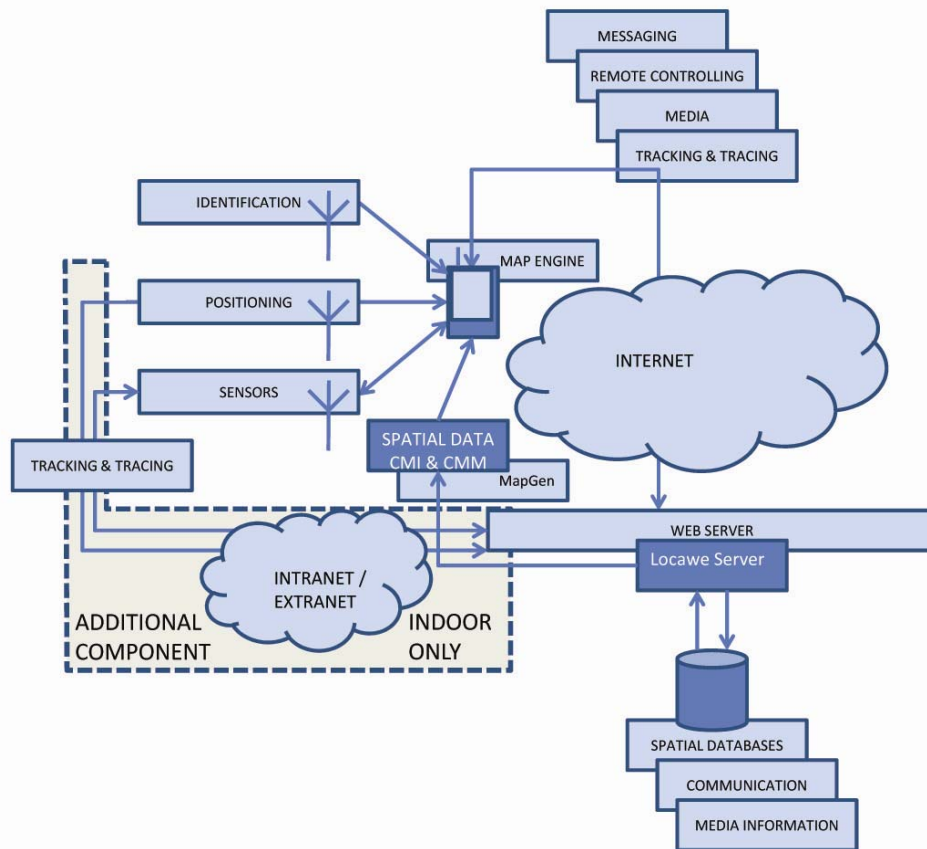 MESSAGING
REMOTE CONTROLLING
MEDIA
TRACKING & TRACING
IDENTIFICATION
MAP ENGINE
POSITIONING
INTERNET
SENSORS
SPATIAL DATA
CMI & CMM
MapGen
TRACKING & TRACING
WEB SERVER
Locawe Server
INTRANET /
EXTRANET
ADDITIONAL
COMPONENT
INDOOR
ONLY
SPATIAL DATABASES
COMMUNICATION
MEDIA INFORMATION